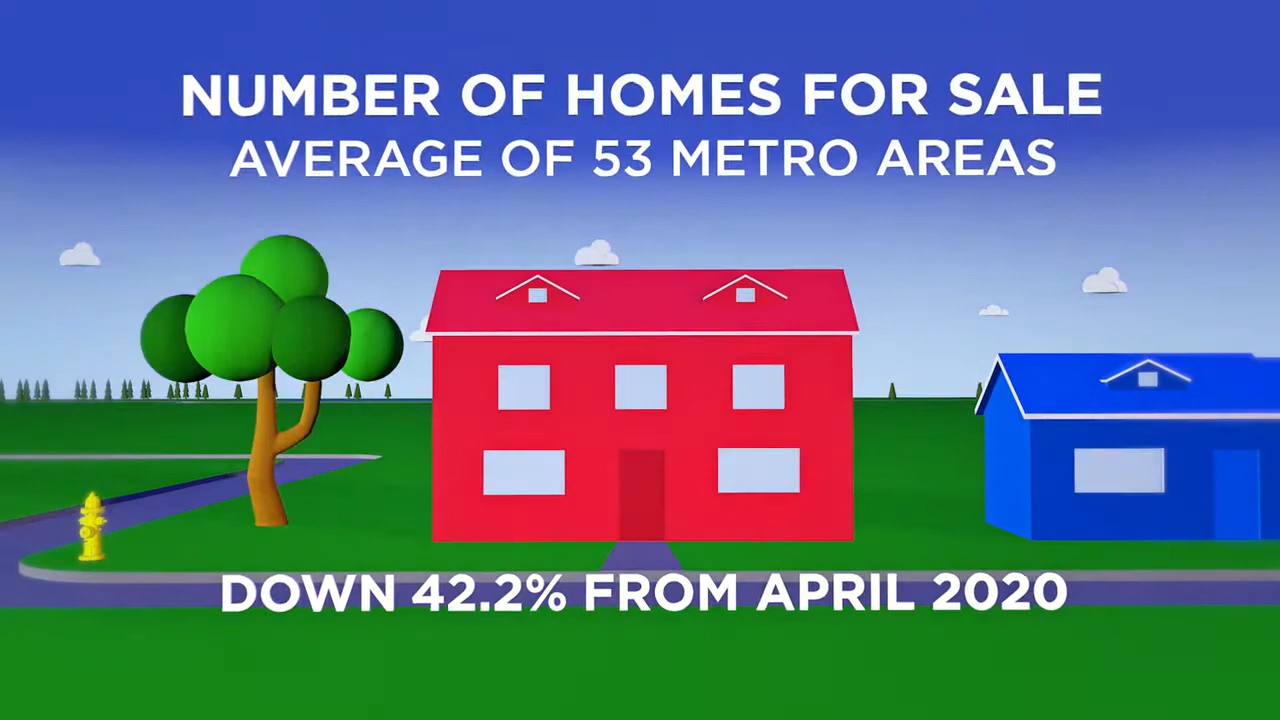 NUMBER OF HOMES FOR SALE
AVERAGE OF 53 METRO AREAS
DOWN 42.2% FROM APRIL 2020